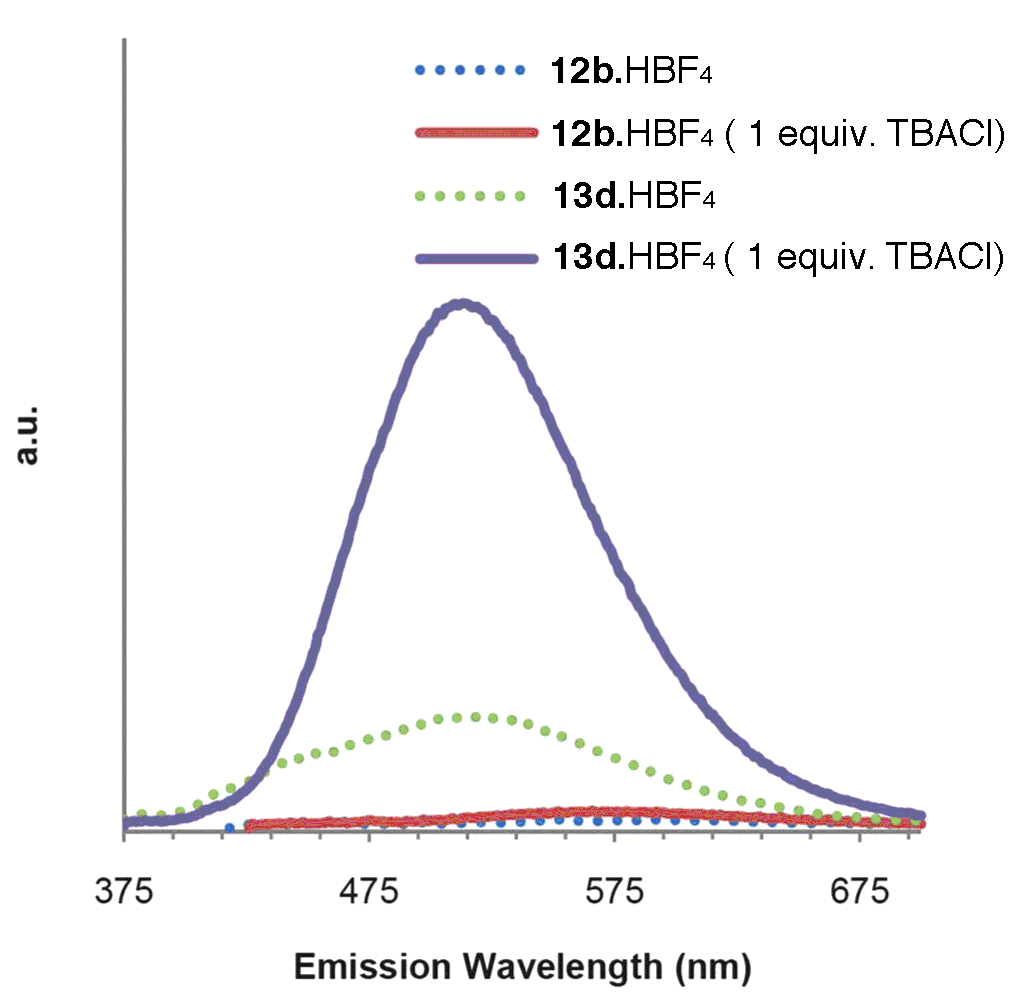 12b.HBF₄
12b.HBF₄ ( 1 equiv. TBACl)
13d.HBF₄
13d.HBF₄ ( 1 equiv. TBACl)
a.u.
375 475 575 675
Emission Wavelength (nm)